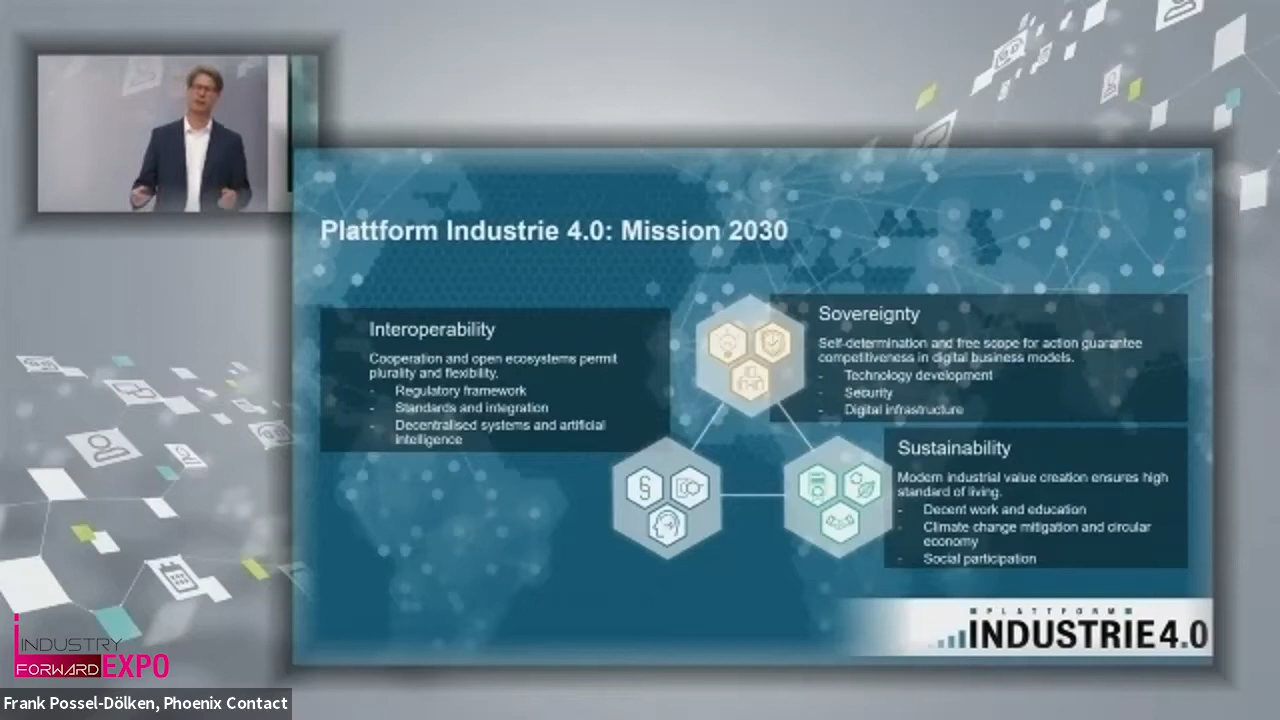 Plattform Industrie 4.0: Mission 2030
Interoperability
Cooperation and open ecosystems permit
plurality and flexibility.
- Regulatory framework
- Standards and integration
- Decentralised systems and artificial
intelligence
Sovereignty
Self-determination and free scope for action guarantee
competitiveness in digital business models.
- Technology development
- Security
- Digital infrastructure
§
Sustainability
Modern industrial value creation ensures high
standard of living.
- Decent work and education
- Climate change mitigation and circular
economy
- Social participation
PLATTFORM
INDUSTRIE 4.0
INDUSTRY
FORWARD EXPO
Frank Possel-Dölken, Phoenix Contact